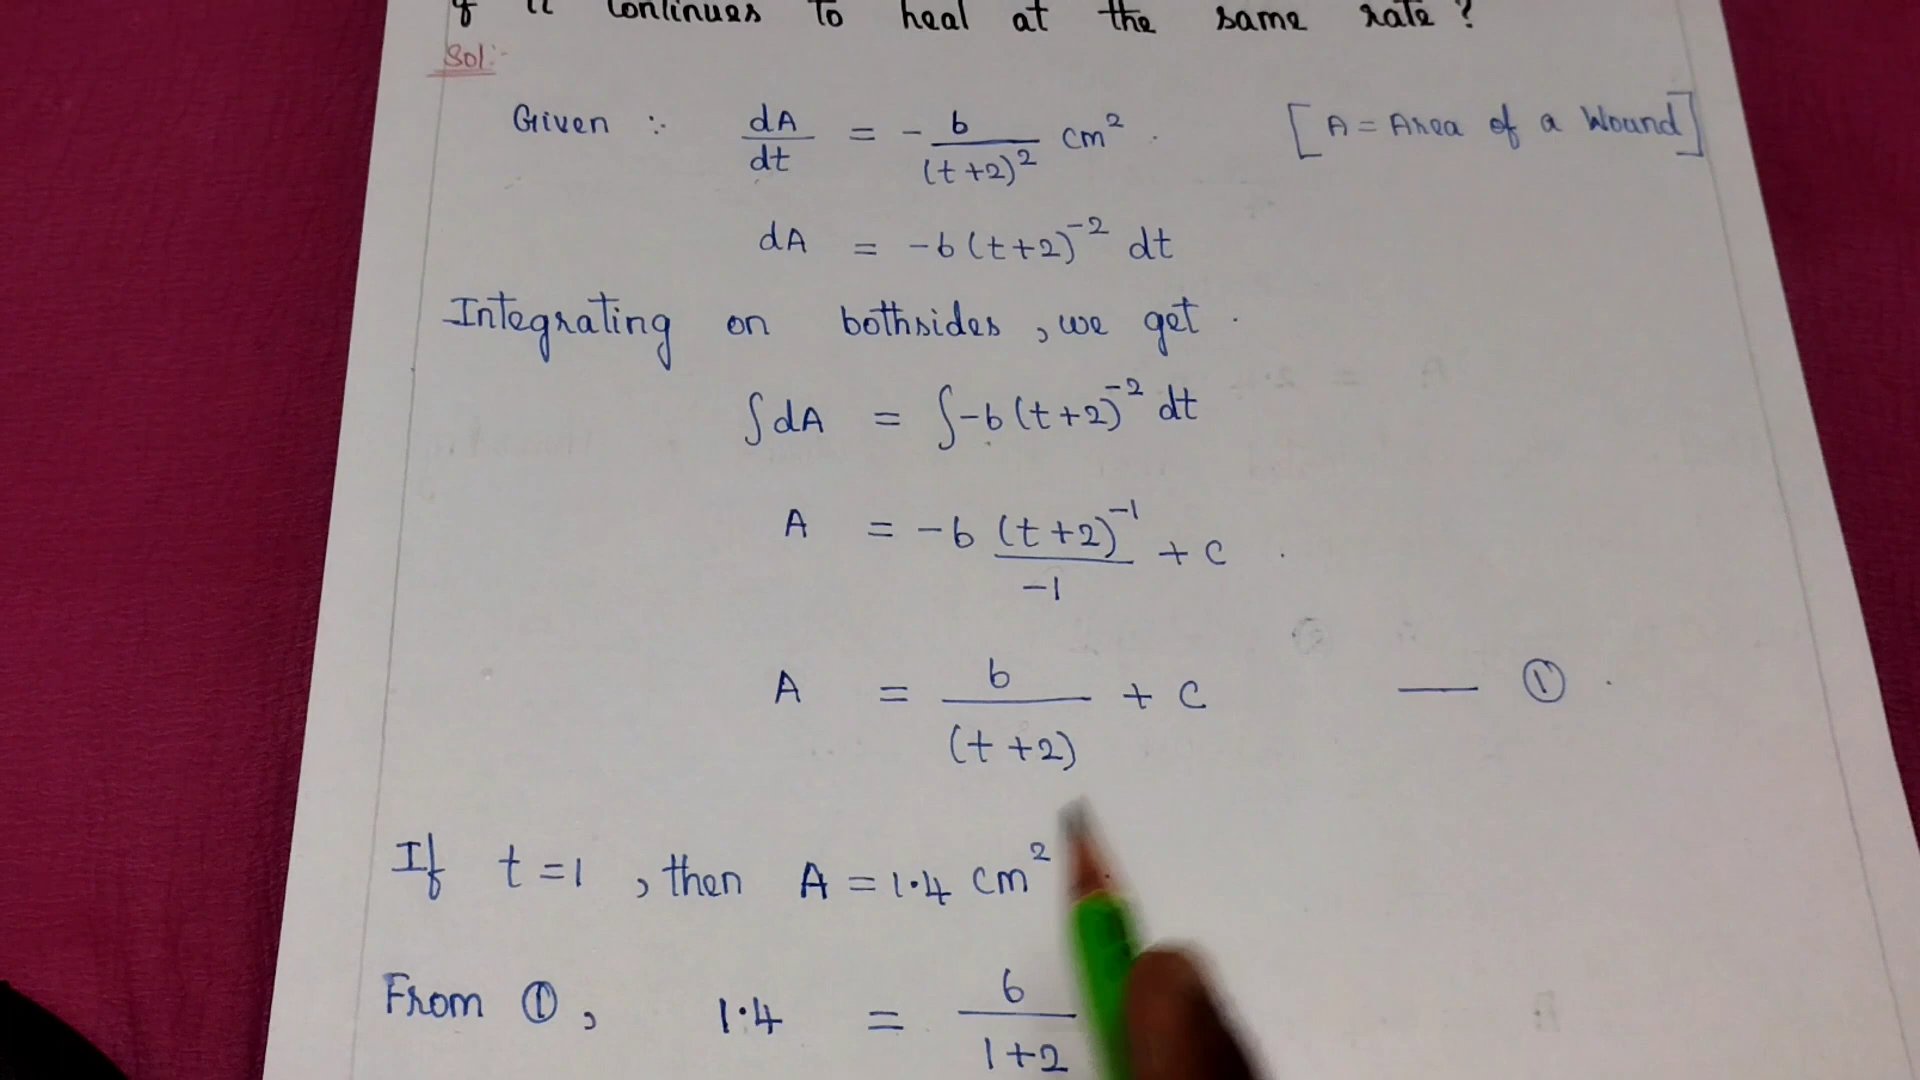 if it continues to heal at the same rate?
Sol:-
Given :- dA/dt = - 6/(t+2)² cm². [A = Area of a Wound]
dA = -6(t+2)⁻² dt
Integrating on bothsides, we get.
∫dA = ∫-6(t+2)⁻² dt
A = -6 (t+2)⁻¹/-1 + C.
A = 6/(t+2) + C — ①.
If t=1, then A = 1.4 cm²
From ①, 1.4 = 6/1+2